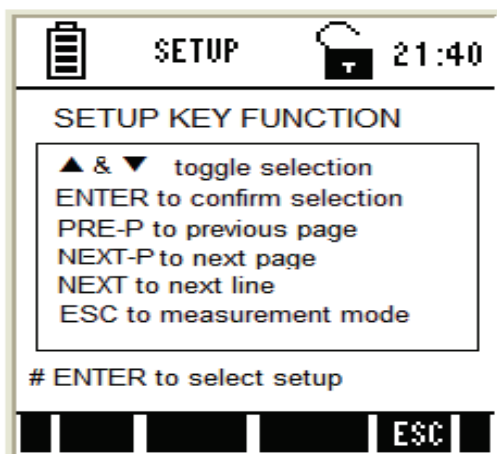 SETUP 21:40
SETUP KEY FUNCTION
▲ & ▼ toggle selection
ENTER to confirm selection
PRE-P to previous page
NEXT-P to next page
NEXT to next line
ESC to measurement mode
# ENTER to select setup
ESC